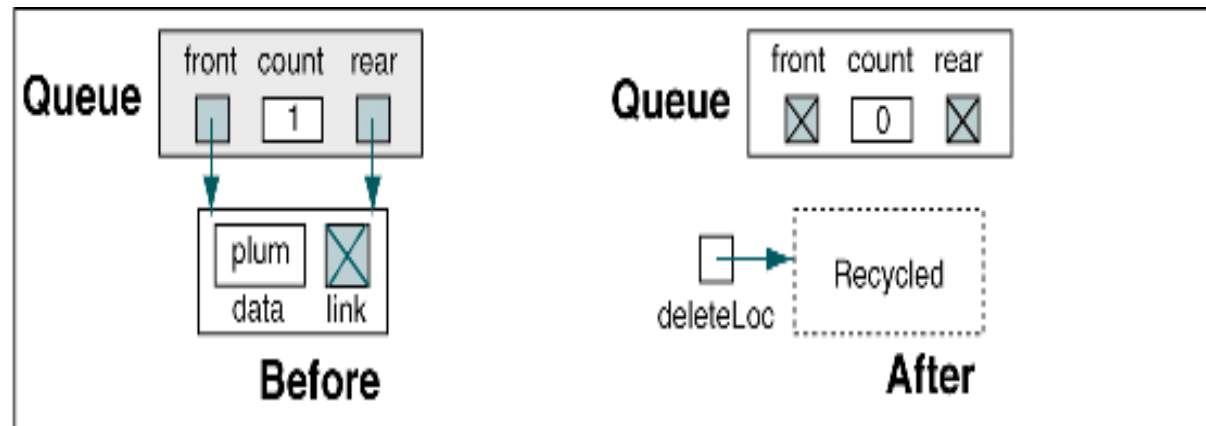 front count rear
Queue
1
plum
data link
Before
front count rear
Queue
0
Recycled
deleteLoc
After